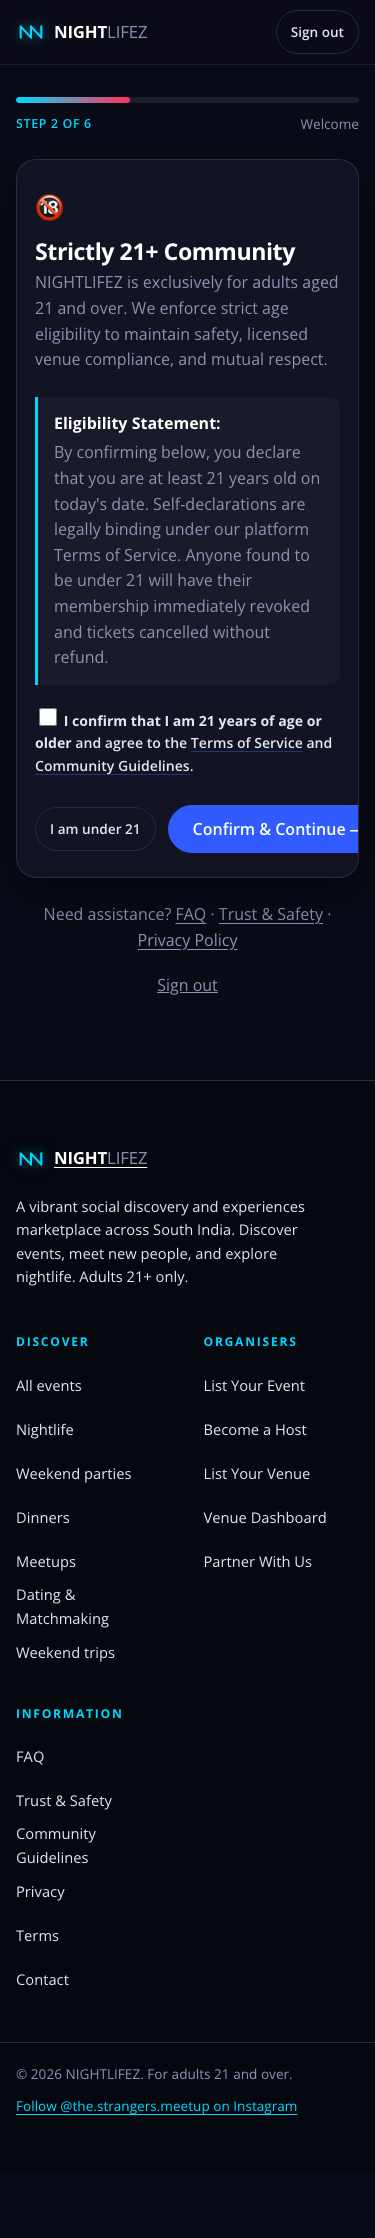 NIGHTLIFEZ
Sign out
STEP 2 OF 6
Welcome
18
Strictly 21+ Community
NIGHTLIFEZ is exclusively for adults aged
21 and over. We enforce strict age
eligibility to maintain safety, licensed
venue compliance, and mutual respect.
Eligibility Statement:
By confirming below, you declare
that you are at least 21 years old on
today's date. Self-declarations are
legally binding under our platform
Terms of Service. Anyone found to
be under 21 will have their
membership immediately revoked
and tickets cancelled without
refund.
I confirm that I am 21 years of age or
older and agree to the Terms of Service and
Community Guidelines.
I am under 21
Confirm & Continue
Need assistance? FAQ · Trust & Safety ·
Privacy Policy
Sign out
NIGHTLIFEZ
A vibrant social discovery and experiences
marketplace across South India. Discover
events, meet new people, and explore
nightlife. Adults 21+ only.
DISCOVER
All events
Nightlife
Weekend parties
Dinners
Meetups
Dating &
Matchmaking
Weekend trips
ORGANISERS
List Your Event
Become a Host
List Your Venue
Venue Dashboard
Partner With Us
INFORMATION
FAQ
Trust & Safety
Community
Guidelines
Privacy
Terms
Contact
© 2026 NIGHTLIFEZ. For adults 21 and over.
Follow @the.strangers.meetup on Instagram